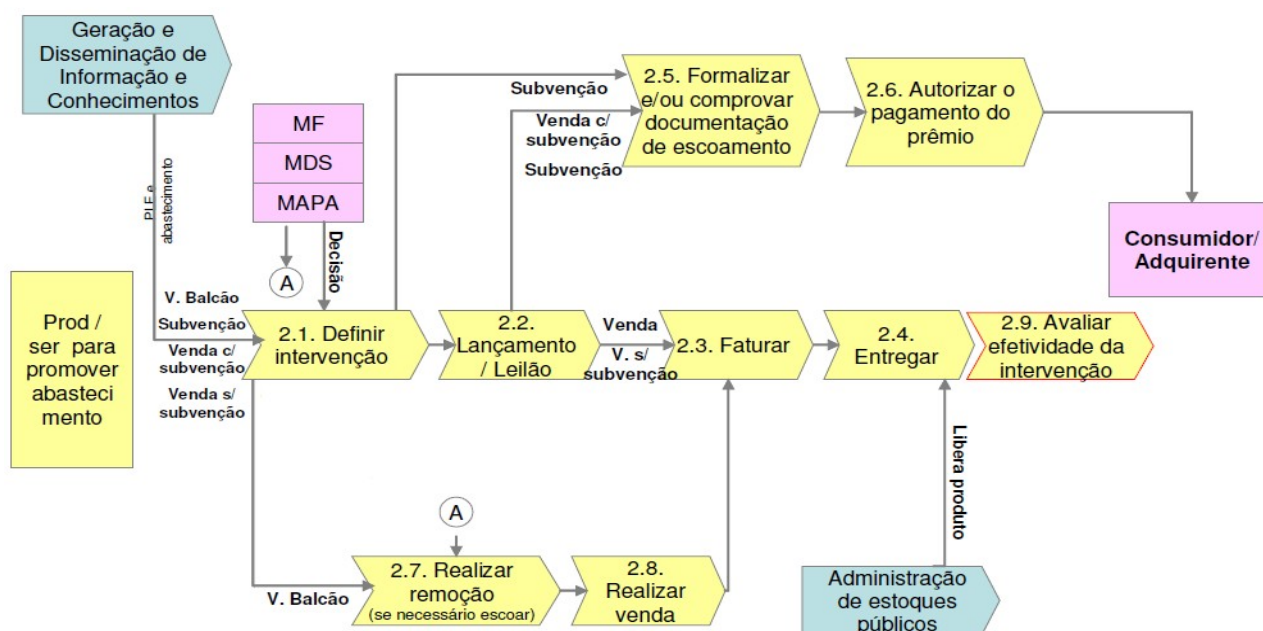 Geração e
Disseminação de
Informação e
Conhecimentos
MF
MDS
MAPA
A
Decisão
abastecimento
Subvenção
Venda c/
subvenção
Subvenção
2.5. Formalizar
e/ou comprovar
documentação
de escoamento
2.6. Autorizar o
pagamento do
prêmio
Consumidor/
Adquirente
Prod /
ser para
promover
abasteci
mento
V. Balcão
Subvenção
Venda c/
subvenção
Venda s/
subvenção
2.1. Definir
intervenção
2.2.
Lançamento
/ Leilão
Venda
V. s/
subvenção
2.3. Faturar
2.4.
Entregar
2.9. Avaliar
efetividade da
intervenção
Libera produto
A
V. Balcão
2.7. Realizar
remoção
(se necessário escoar)
2.8.
Realizar
venda
Administração
de estoques
públicos